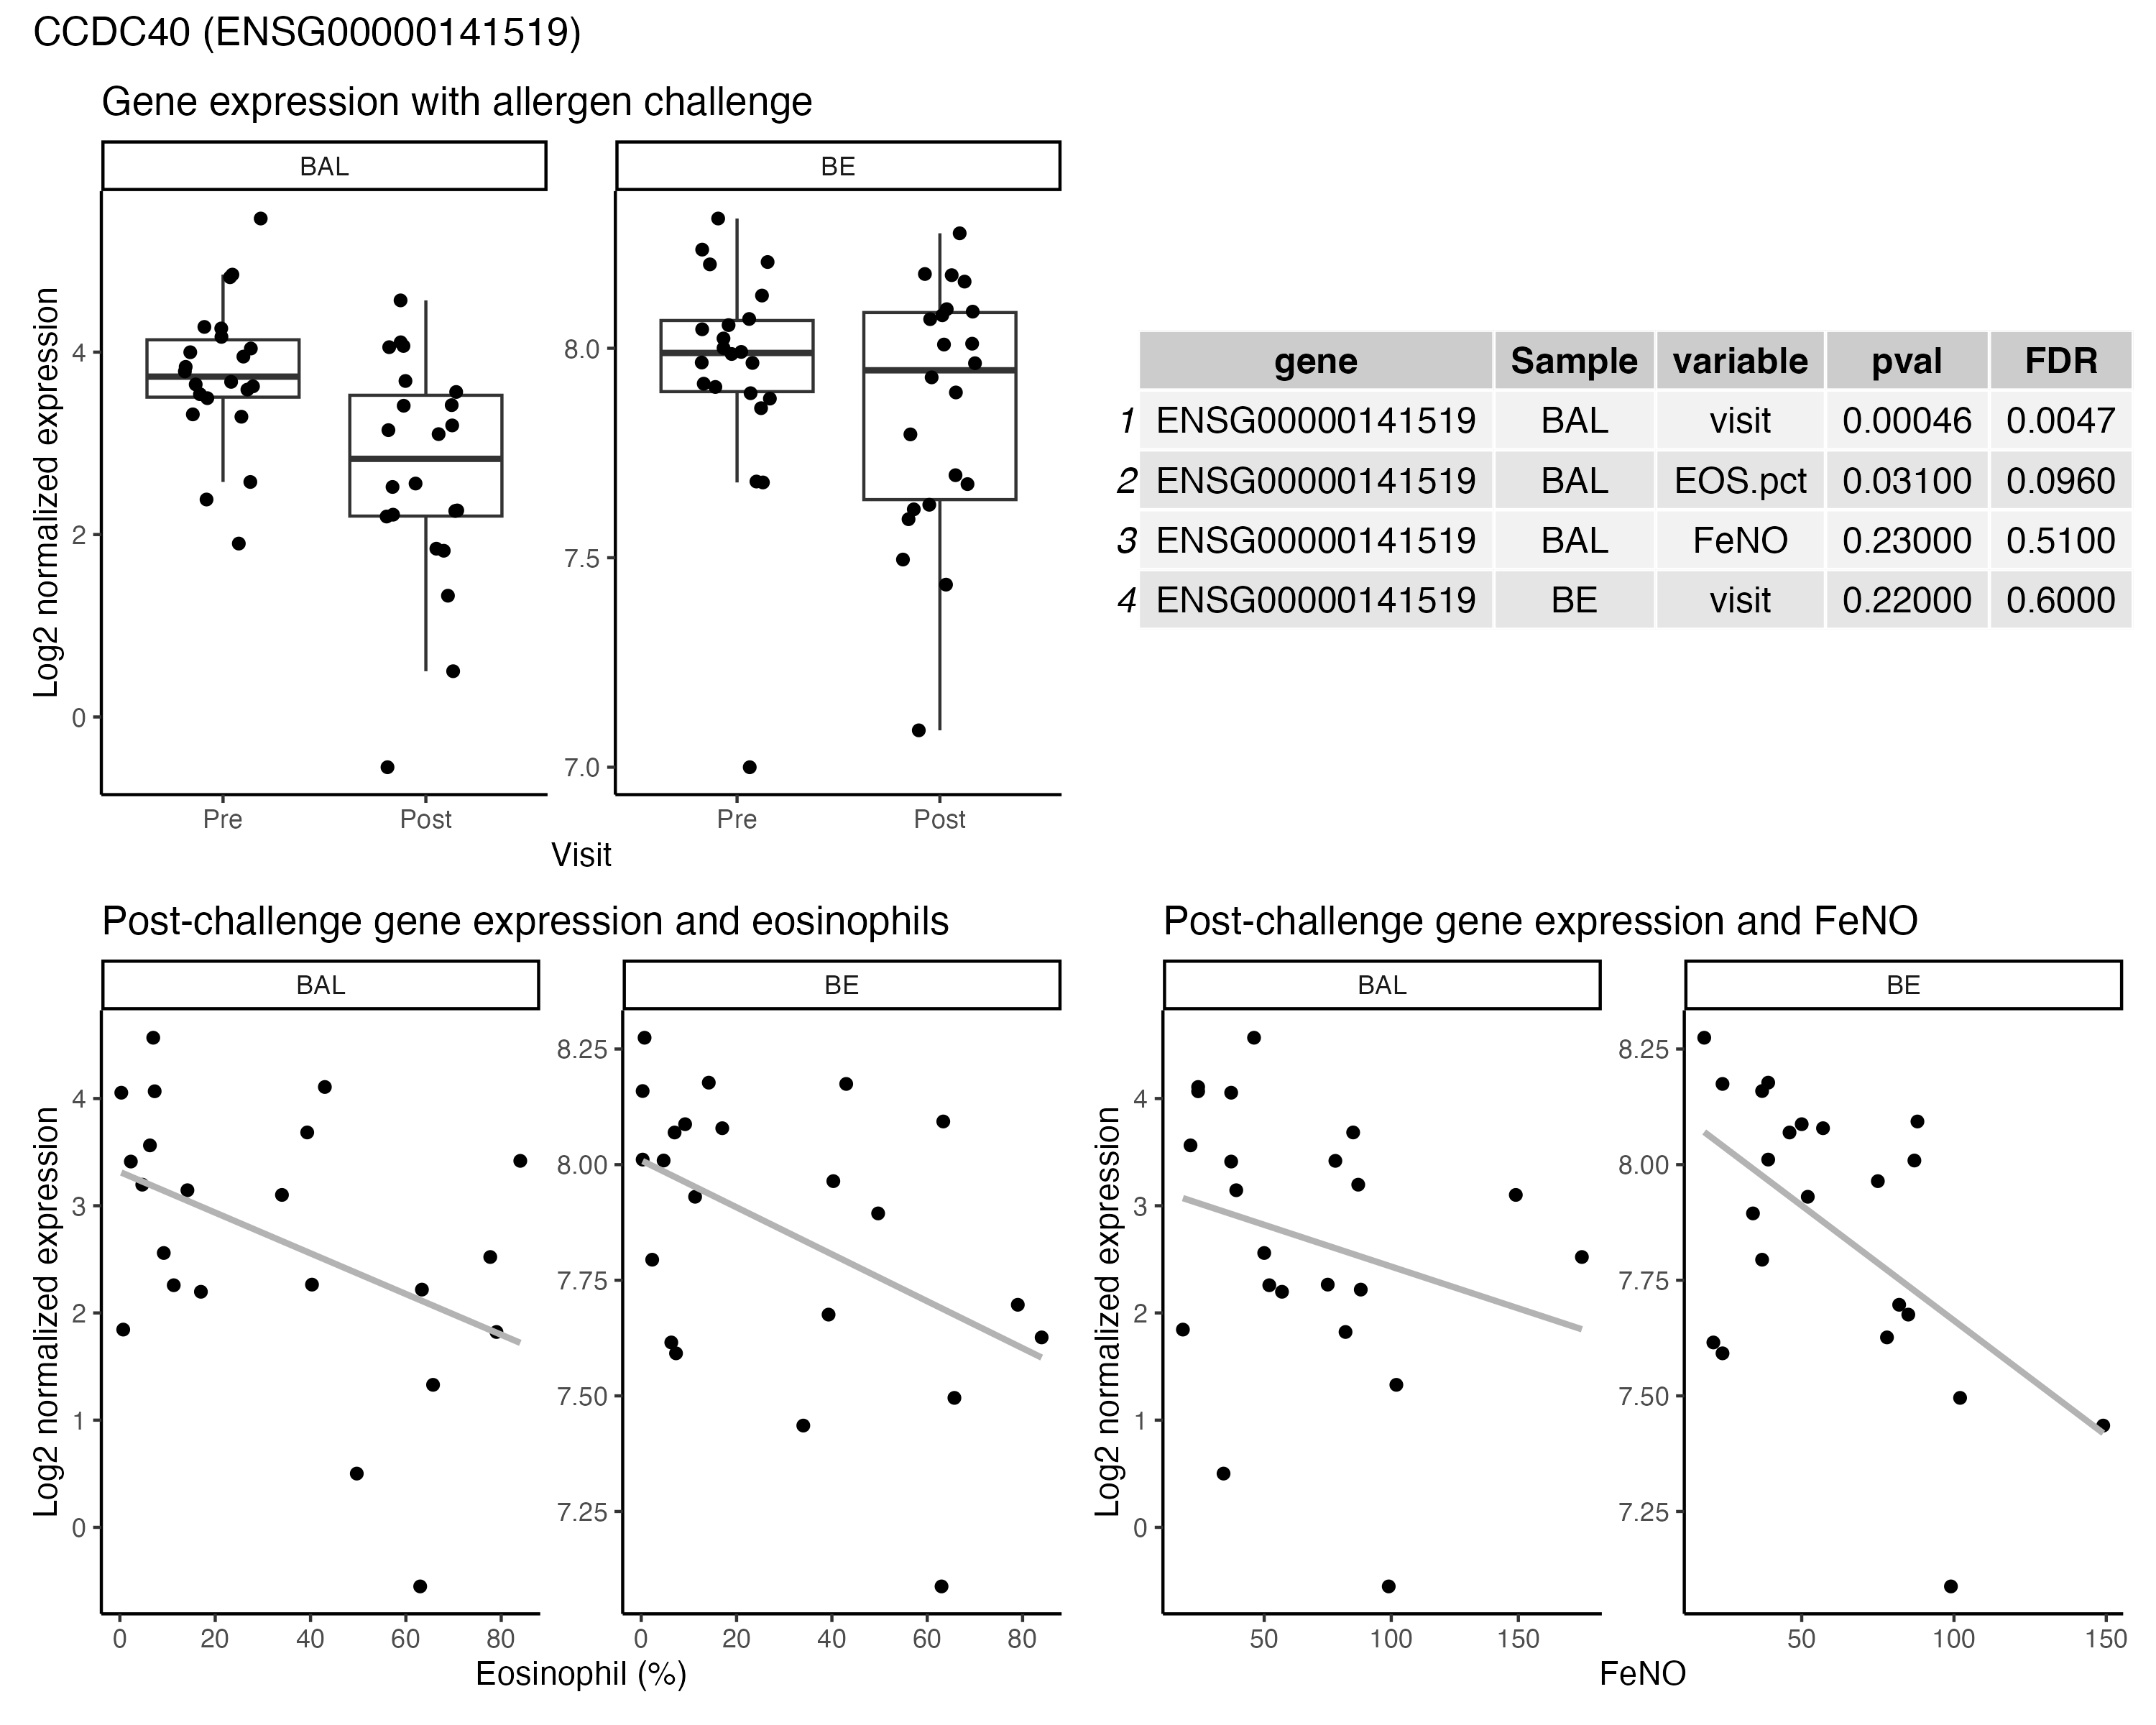 CCDC40 (ENSG00000141519)
Gene expression with allergen challenge
BAL
BE
Log2 normalized expression
4
2
0
8.0
7.5
7.0
Pre
Post
Pre
Post
Visit
gene Sample variable pval FDR
1 ENSG00000141519 BAL visit 0.00046 0.0047
2 ENSG00000141519 BAL EOS.pct 0.03100 0.0960
3 ENSG00000141519 BAL FeNO 0.23000 0.5100
4 ENSG00000141519 BE visit 0.22000 0.6000
Post-challenge gene expression and eosinophils
BAL
BE
Log2 normalized expression
4
3
2
1
0
8.25
8.00
7.75
7.50
7.25
0 20 40 60 80
0 20 40 60 80
Eosinophil (%)
Post-challenge gene expression and FeNO
BAL
BE
Log2 normalized expression
4
3
2
1
0
8.25
8.00
7.75
7.50
7.25
50 100 150
50 100 150
FeNO